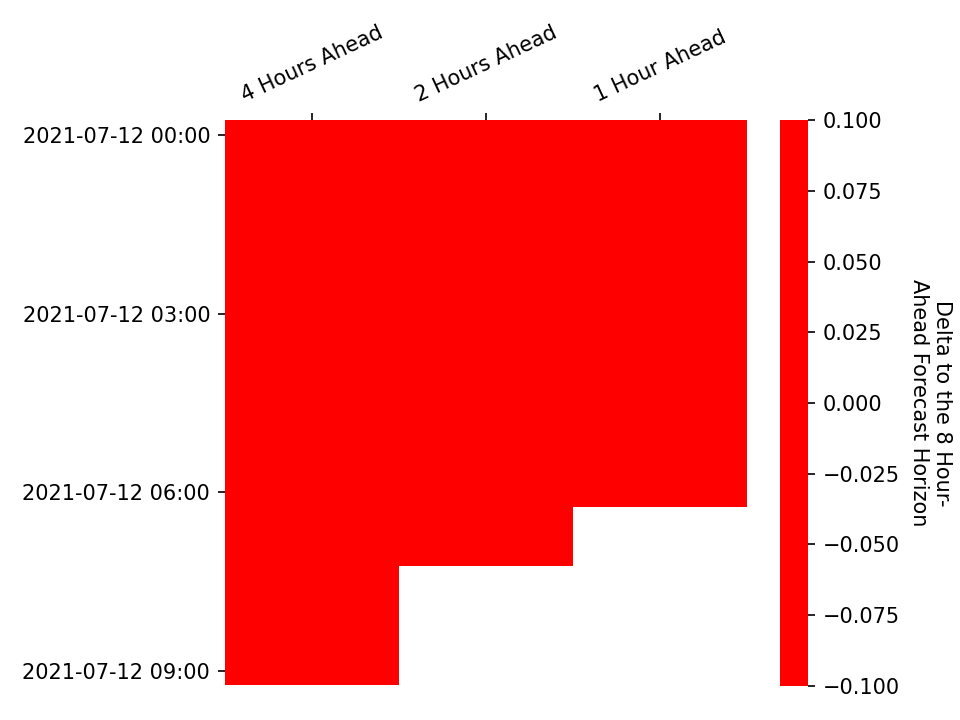 4 Hours Ahead
2 Hours Ahead
1 Hour Ahead
2021-07-12 00:00
2021-07-12 03:00
2021-07-12 06:00
2021-07-12 09:00
0.100
0.075
0.050
0.025
0.000
−0.025
−0.050
−0.075
−0.100
Delta to the 8 Hour-
Ahead Forecast Horizon